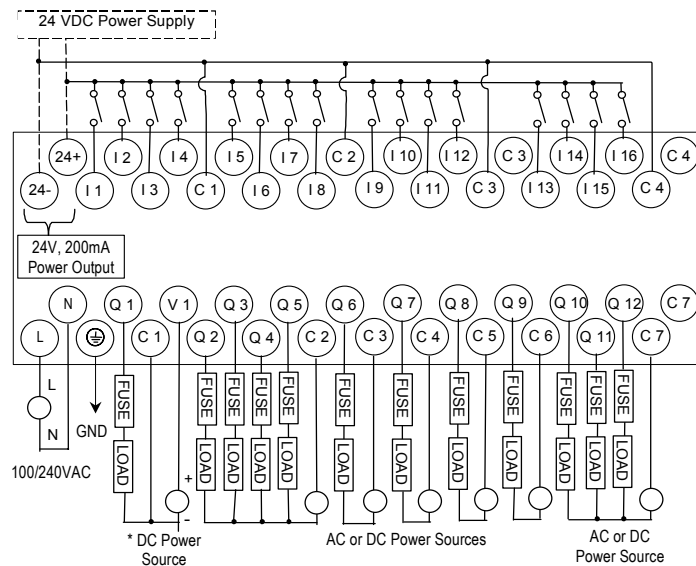 24 VDC Power Supply
24+ I 2 I 4 I 5 I 7 C 2 I 10 I 12 C 3 I 14 I 16 C 4
24- I 1 I 3 C 1 I 6 I 8 I 9 I 11 C 3 I 13 I 15 C 4
24V, 200mA
Power Output
N Q 1 V 1 Q 3 Q 5 Q 6 Q 7 Q 8 Q 9 Q 10 Q 12 C 7
L C 1 Q 2 Q 4 C 2 C 3 C 4 C 5 C 6 Q 11 C 7
L
N
GND
100/240VAC
FUSE FUSE FUSE FUSE FUSE FUSE FUSE FUSE FUSE FUSE FUSE FUSE
LOAD LOAD LOAD LOAD LOAD LOAD LOAD LOAD LOAD LOAD LOAD LOAD
+
-
* DC Power
Source
AC or DC Power Sources
AC or DC
Power Source